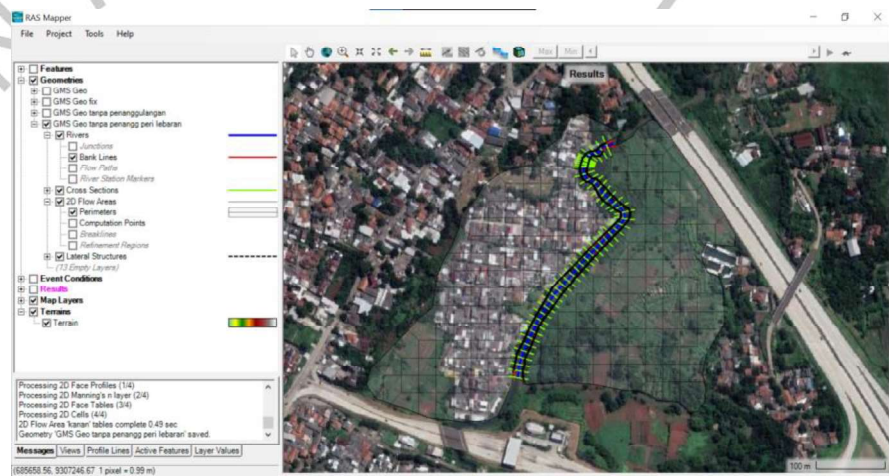 RAS Mapper
File Project Tools Help
Max Min
Features
Geometries
GMS Geo
GMS Geo fix
GMS Geo tanpa penanggulangan
GMS Geo tanpa penangg peri lebaran
Rivers
Junctions
Bank Lines
Flow Paths
River Station Markers
Cross Sections
2D Flow Areas
Perimeters
Computation Points
Breaklines
Refinement Regions
Lateral Structures
(13 Empty Layers)
Event Conditions
Results
Map Layers
Terrains
Terrain
Results
Processing 2D Face Profiles (1/4)
Processing 2D Manning's n layer (2/4)
Processing 2D Face Tables (3/4)
Processing 2D Cells (4/4)
2D Flow Area 'kanan' tables complete 0.49 sec
Geometry 'GMS Geo tanpa penangg peri lebaran' saved.
Messages Views Profile Lines Active Features Layer Values
100 m
(685658.56, 9307246.67 1 pixel = 0.99 m)